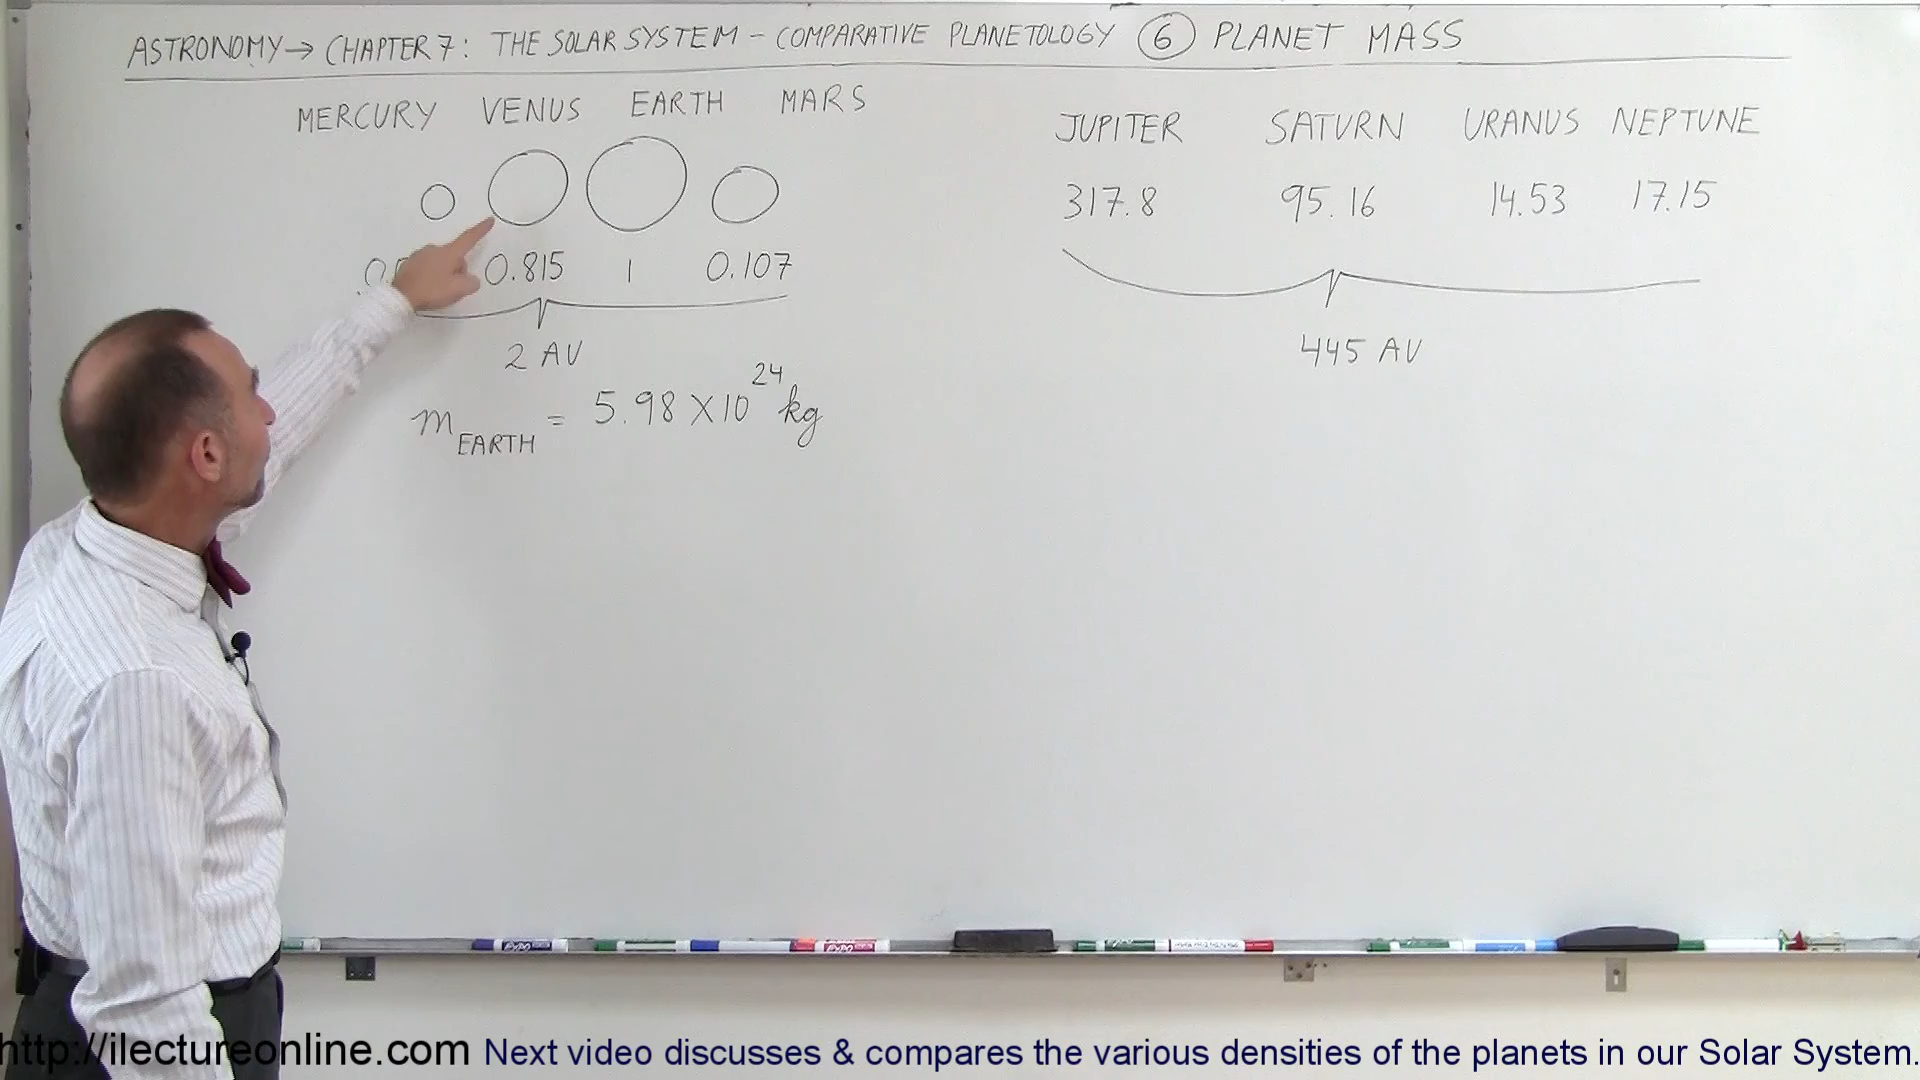 ASTRONOMY → CHAPTER 7: THE SOLAR SYSTEM - COMPARATIVE PLANETOLOGY 6 PLANET MASS
MERCURY VENUS EARTH MARS
0.815 1 0.107
2 AU
m EARTH = 5.98 X 10^24 kg
JUPITER SATURN URANUS NEPTUNE
317.8 95.16 14.53 17.15
445 AU
EXPO
EXPO
http://ilectureonline.com Next video discusses & compares the various densities of the planets in our Solar System.